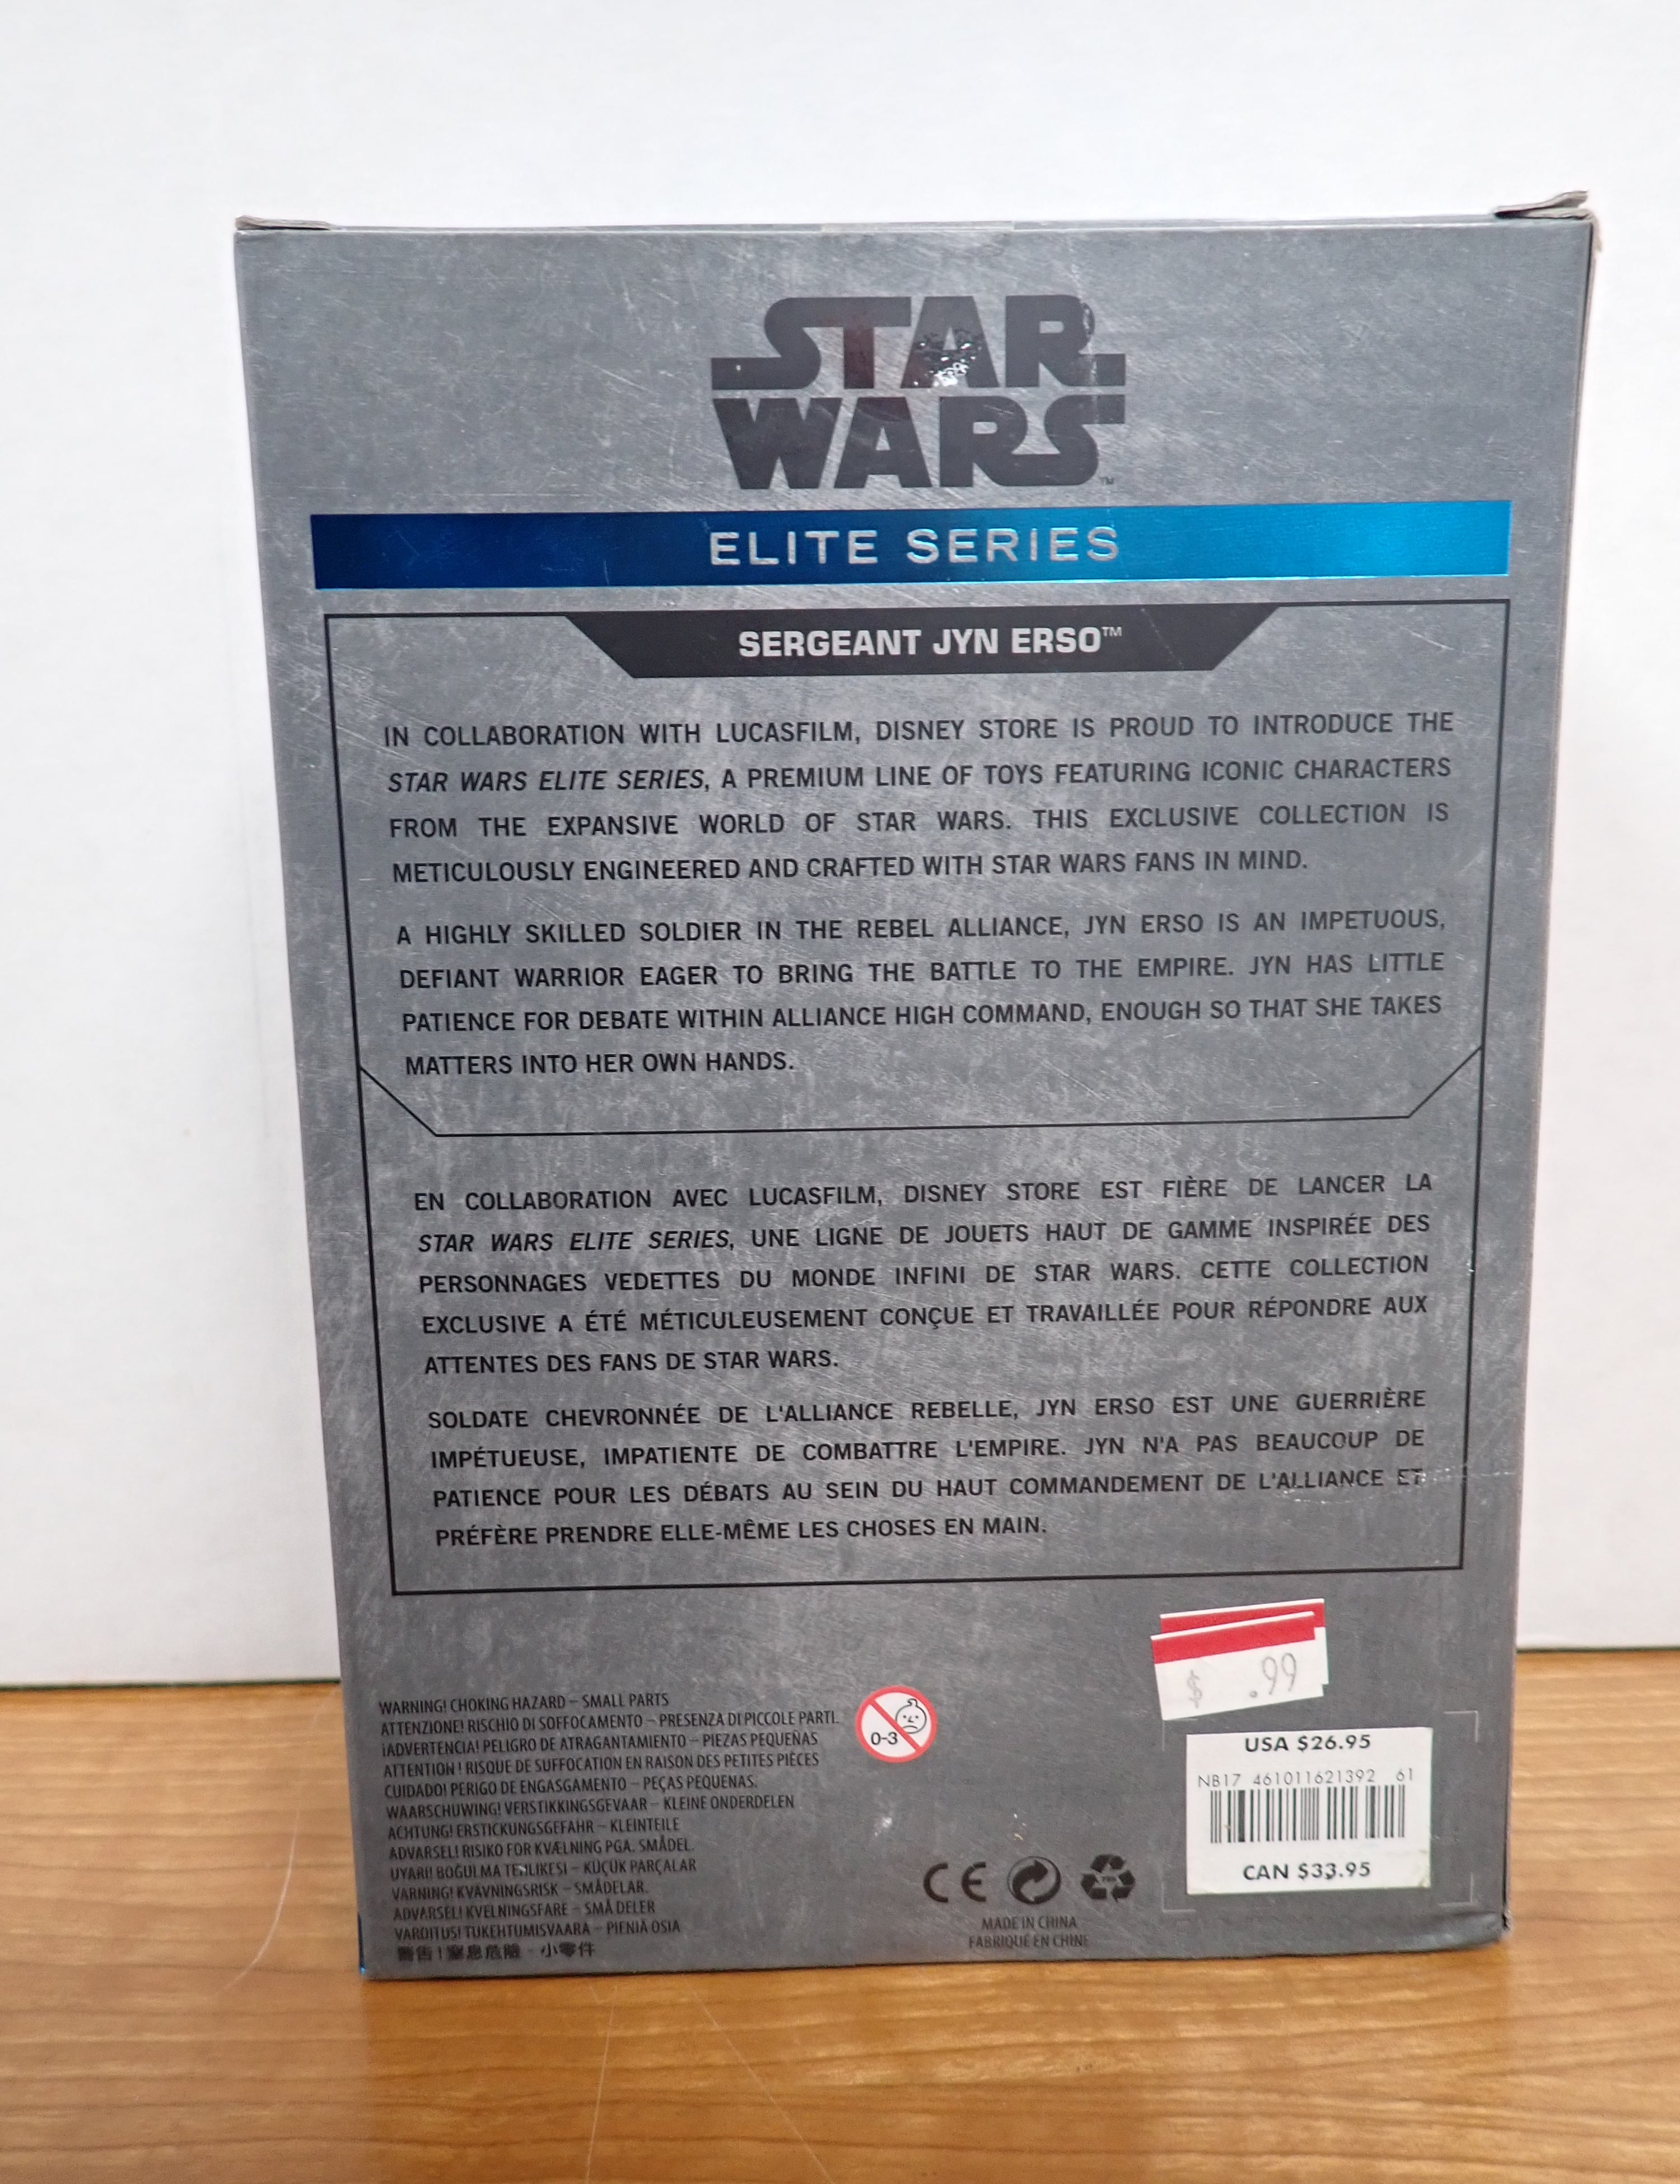 STAR
WARS™
ELITE SERIES
SERGEANT JYN ERSO™
IN COLLABORATION WITH LUCASFILM, DISNEY STORE IS PROUD TO INTRODUCE THE
STAR WARS ELITE SERIES, A PREMIUM LINE OF TOYS FEATURING ICONIC CHARACTERS
FROM THE EXPANSIVE WORLD OF STAR WARS. THIS EXCLUSIVE COLLECTION IS
METICULOUSLY ENGINEERED AND CRAFTED WITH STAR WARS FANS IN MIND.
A HIGHLY SKILLED SOLDIER IN THE REBEL ALLIANCE, JYN ERSO IS AN IMPETUOUS,
DEFIANT WARRIOR EAGER TO BRING THE BATTLE TO THE EMPIRE. JYN HAS LITTLE
PATIENCE FOR DEBATE WITHIN ALLIANCE HIGH COMMAND, ENOUGH SO THAT SHE TAKES
MATTERS INTO HER OWN HANDS.
EN COLLABORATION AVEC LUCASFILM, DISNEY STORE EST FIÈRE DE LANCER LA
STAR WARS ELITE SERIES, UNE LIGNE DE JOUETS HAUT DE GAMME INSPIRÉE DES
PERSONNAGES VEDETTES DU MONDE INFINI DE STAR WARS. CETTE COLLECTION
EXCLUSIVE A ÉTÉ MÉTICULEUSEMENT CONÇUE ET TRAVAILLÉE POUR RÉPONDRE AUX
ATTENTES DES FANS DE STAR WARS.
SOLDATE CHEVRONNÉE DE L'ALLIANCE REBELLE, JYN ERSO EST UNE GUERRIÈRE
IMPÉTUEUSE, IMPATIENTE DE COMBATTRE L'EMPIRE. JYN N'A PAS BEAUCOUP DE
PATIENCE POUR LES DÉBATS AU SEIN DU HAUT COMMANDEMENT DE L'ALLIANCE ET
PRÉFÈRE PRENDRE ELLE-MÊME LES CHOSES EN MAIN.
$ .99
WARNING! CHOKING HAZARD – SMALL PARTS
ATTENZIONE! RISCHIO DI SOFFOCAMENTO – PRESENZA DI PICCOLE PARTI.
¡ADVERTENCIA! PELIGRO DE ATRAGANTAMIENTO – PIEZAS PEQUEÑAS
ATTENTION ! RISQUE DE SUFFOCATION EN RAISON DES PETITES PIÈCES
CUIDADO! PERIGO DE ENGASGAMENTO – PEÇAS PEQUENAS.
WAARSCHUWING! VERSTIKKINGSGEVAAR – KLEINE ONDERDELEN
ACHTUNG! ERSTICKUNGSGEFAHR – KLEINTEILE
ADVARSEL! RISIKO FOR KVÆLNING PGA. SMÅDEL
UYARI! BOĞULMA TEHLIKESI – KÜÇÜK PARÇALAR
VARNING! KVÄVNINGSRISK – SMÅDELAR.
ADVARSEL! KVELNINGSFARE – SMÅ DELER
VAROITUS! TUKEHTUMISVAARA – PIENIÄ OSIA
警告！窒息危險 - 小零件
0-3
CE
MADE IN CHINA
FABRIQUÉ EN CHINE
USA $26.95
NB17 461011621392 61
CAN $33.95